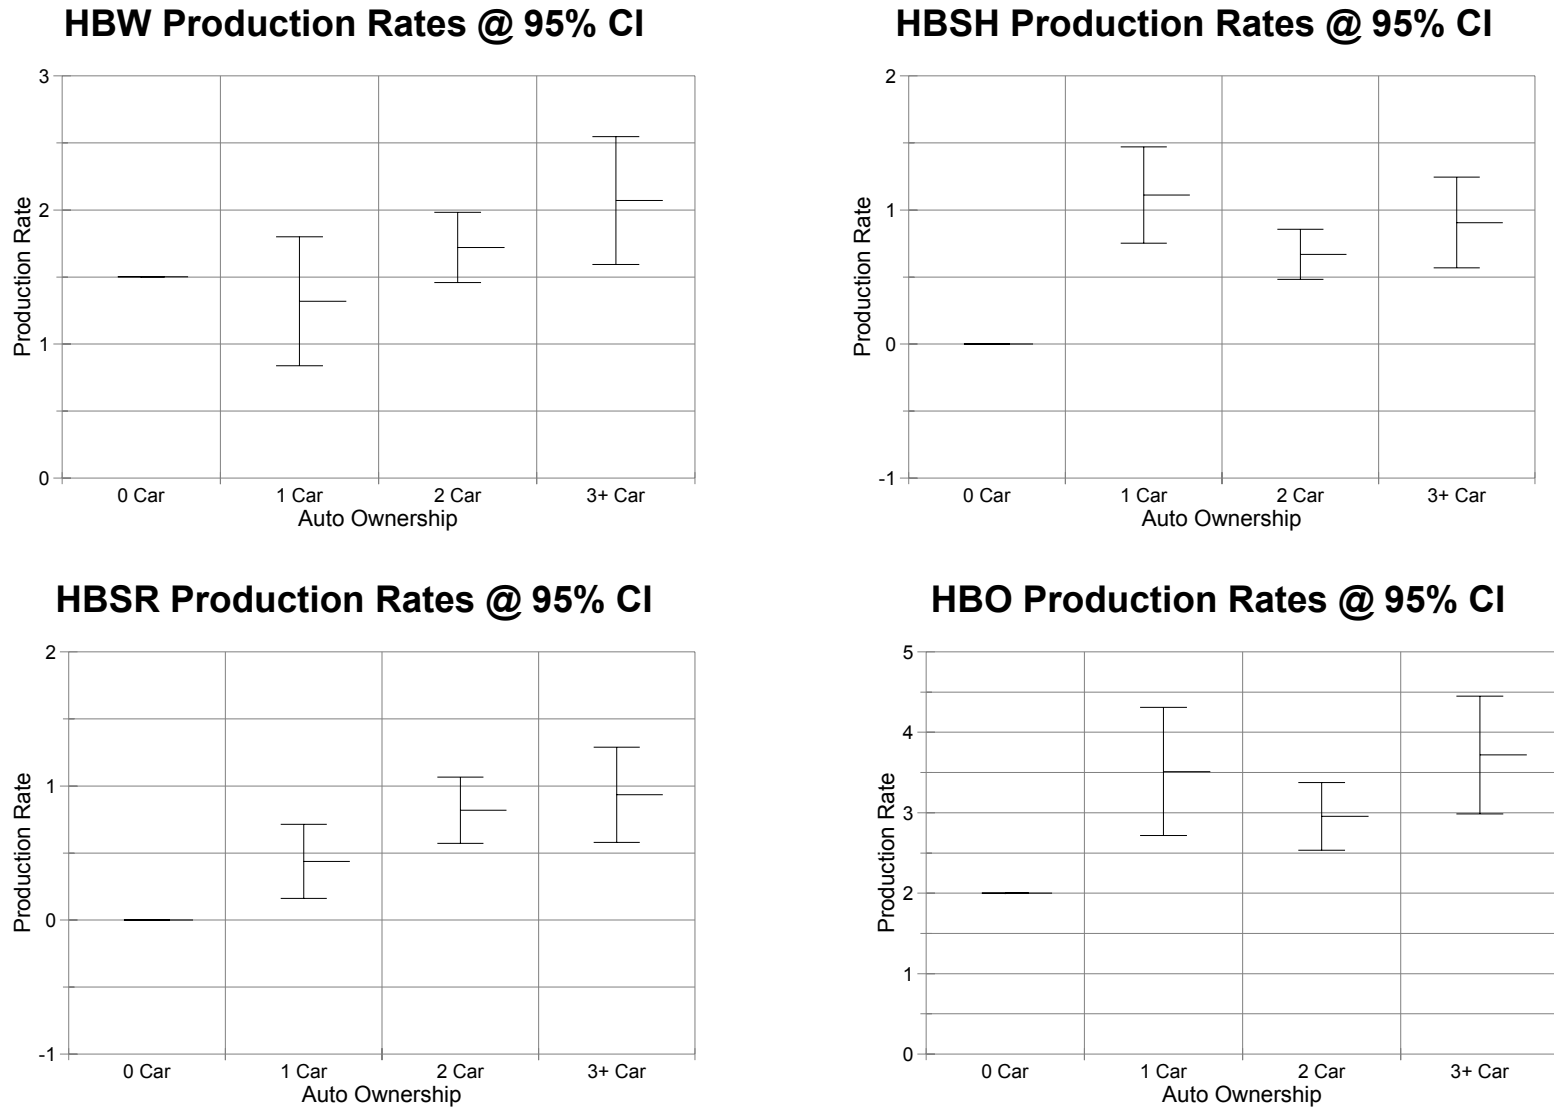 HBW Production Rates @ 95% CI
3
2
1
0
Production Rate
0 Car
1 Car
2 Car
3+ Car
Auto Ownership
HBSH Production Rates @ 95% CI
2
1
0
-1
Production Rate
0 Car
1 Car
2 Car
3+ Car
Auto Ownership
HBSR Production Rates @ 95% CI
2
1
0
-1
Production Rate
0 Car
1 Car
2 Car
3+ Car
Auto Ownership
HBO Production Rates @ 95% CI
5
4
3
2
1
0
Production Rate
0 Car
1 Car
2 Car
3+ Car
Auto Ownership